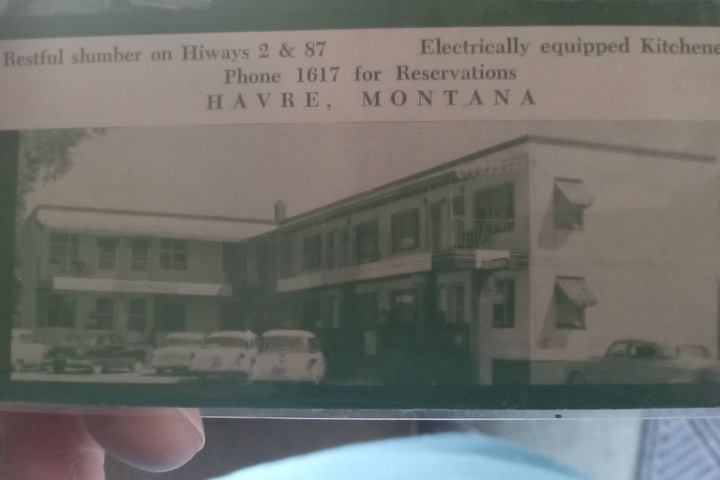 Restful slumber on Hiways 2 & 87 Electrically equipped Kitchene
Phone 1617 for Reservations
HAVRE, MONTANA